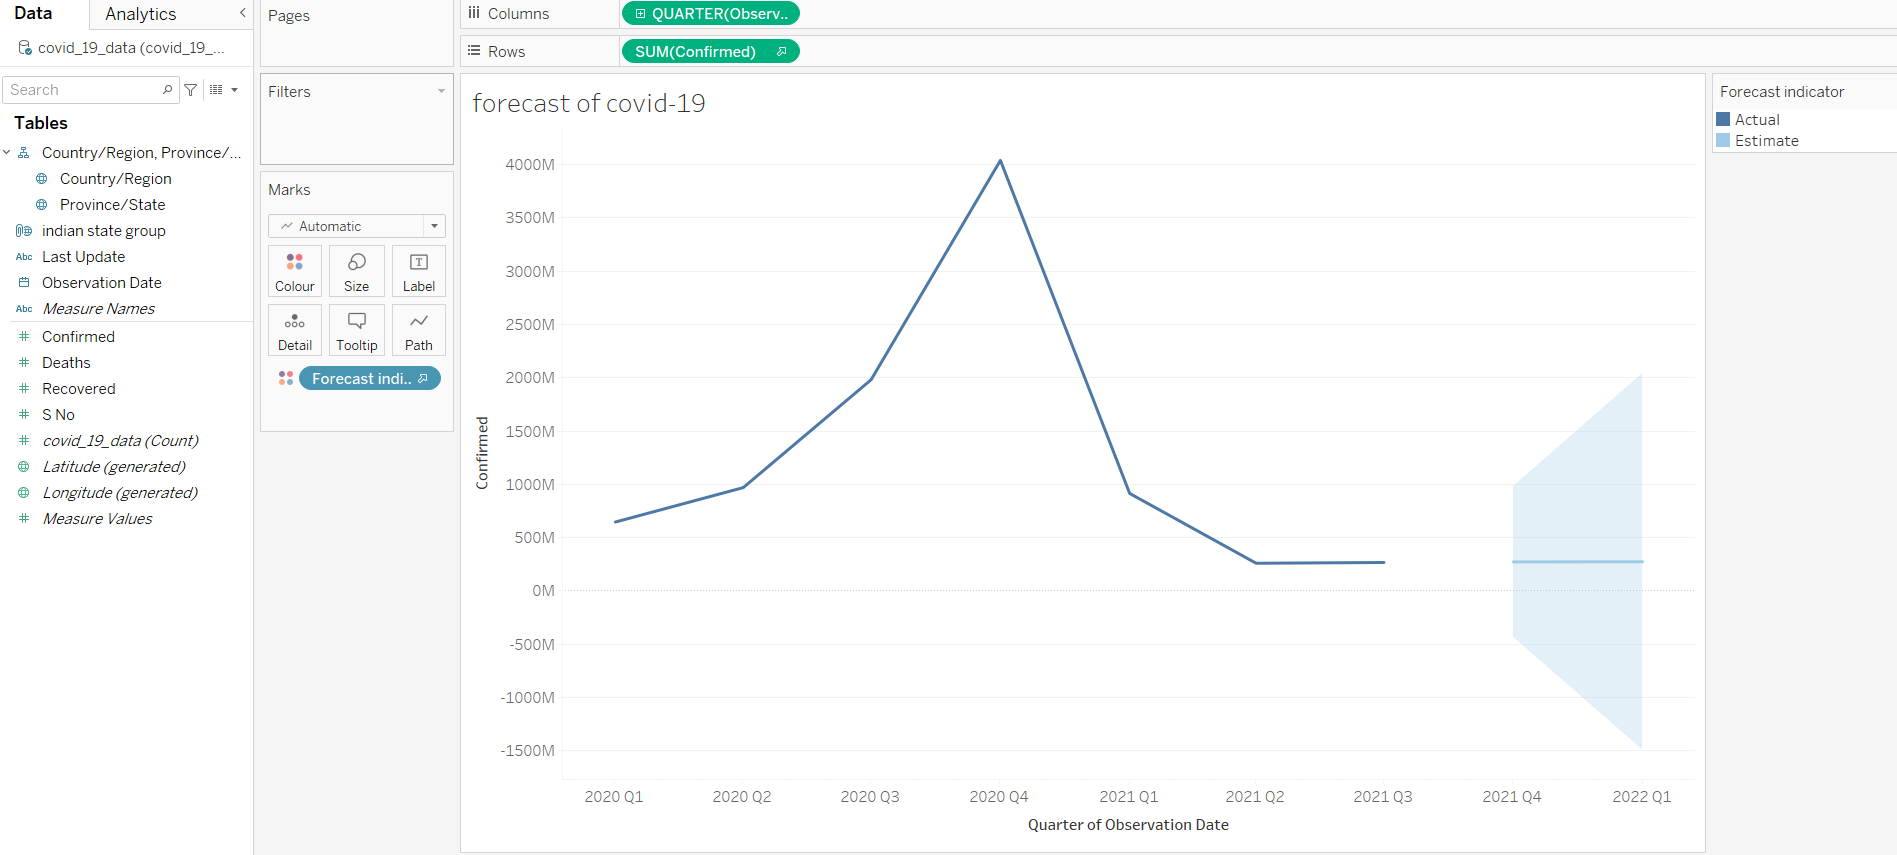 Data
Analytics
covid_19_data (covid_19_...
Search
Tables
Country/Region, Province/...
Country/Region
Province/State
indian state group
Abc Last Update
Observation Date
Abc Measure Names
Confirmed
Deaths
Recovered
S No
covid_19_data (Count)
Latitude (generated)
Longitude (generated)
Measure Values
Pages
Filters
Marks
Automatic
Colour
Size
Label
Detail
Tooltip
Path
Forecast indi..
Columns
QUARTER(Observ..
Rows
SUM(Confirmed)
forecast of covid-19
4000M
3500M
3000M
2500M
2000M
1500M
1000M
500M
0M
-500M
-1000M
-1500M
Confirmed
2020 Q1
2020 Q2
2020 Q3
2020 Q4
2021 Q1
2021 Q2
2021 Q3
2021 Q4
2022 Q1
Quarter of Observation Date
Forecast indicator
Actual
Estimate